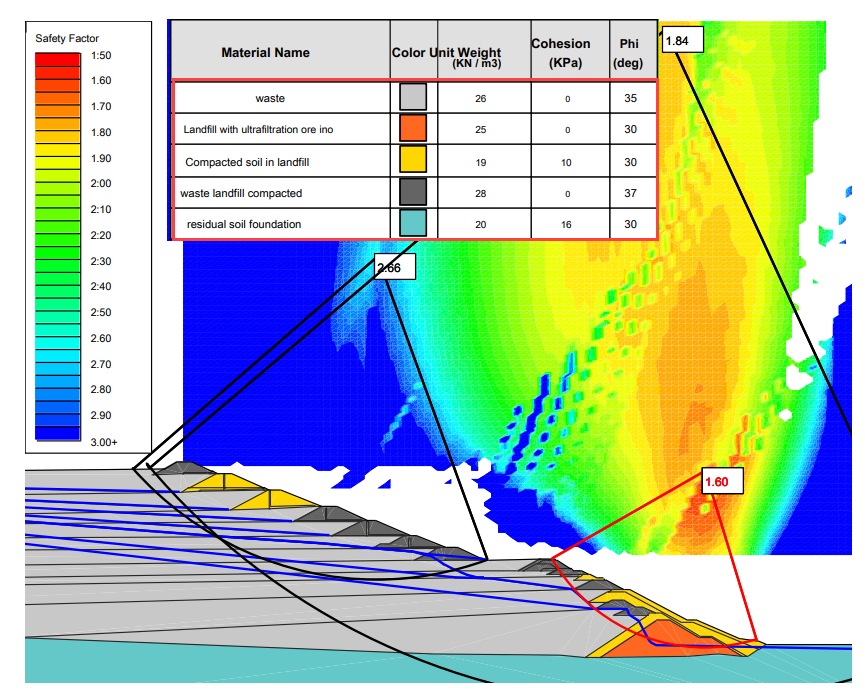 Safety Factor
1:50
1.60
1.70
1.80
1.90
2:00
2:10
2:20
2:30
2:40
2:50
2.60
2.70
2.80
2.90
3.00+
Material Name Color Unit Weight (KN / m3) Cohesion (KPa) Phi (deg)
waste 26 0 35
Landfill with ultrafiltration ore ino 25 0 30
Compacted soil in landfill 19 10 30
waste landfill compacted 28 0 37
residual soil foundation 20 16 30
1.84
2.66
1.60